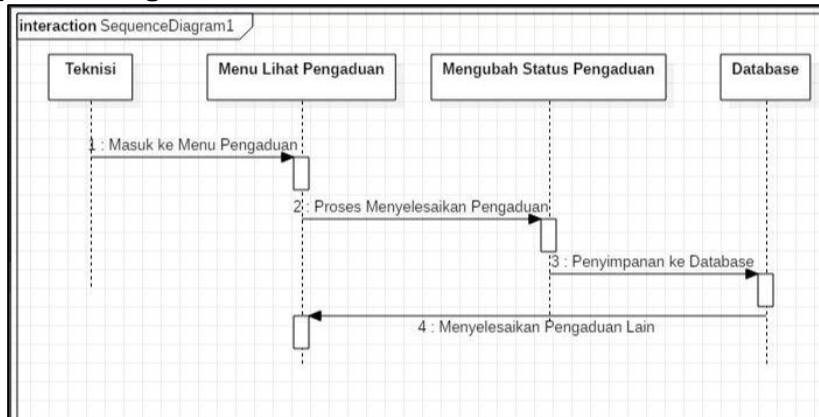 interaction SequenceDiagram1
Teknisi
Menu Lihat Pengaduan
Mengubah Status Pengaduan
Database
1 : Masuk ke Menu Pengaduan
2 : Proses Menyelesaikan Pengaduan
3 : Penyimpanan ke Database
4 : Menyelesaikan Pengaduan Lain